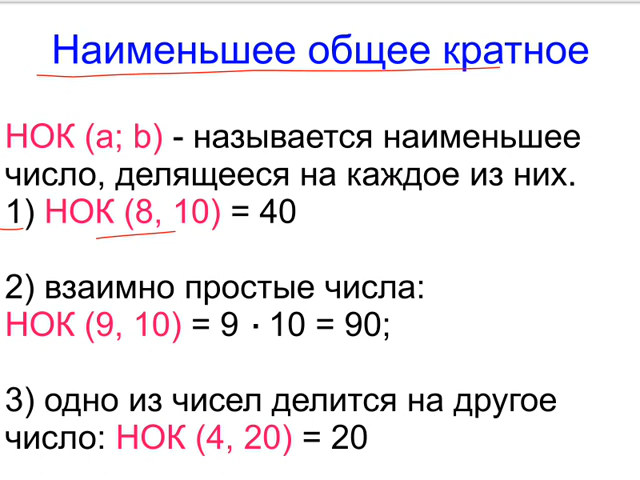 Наименьшее общее кратное
НОК (a; b) - называется наименьшее
число, делящееся на каждое из них.
1) НОК (8, 10) = 40
2) взаимно простые числа:
НОК (9, 10) = 9 · 10 = 90;
3) одно из чисел делится на другое
число: НОК (4, 20) = 20